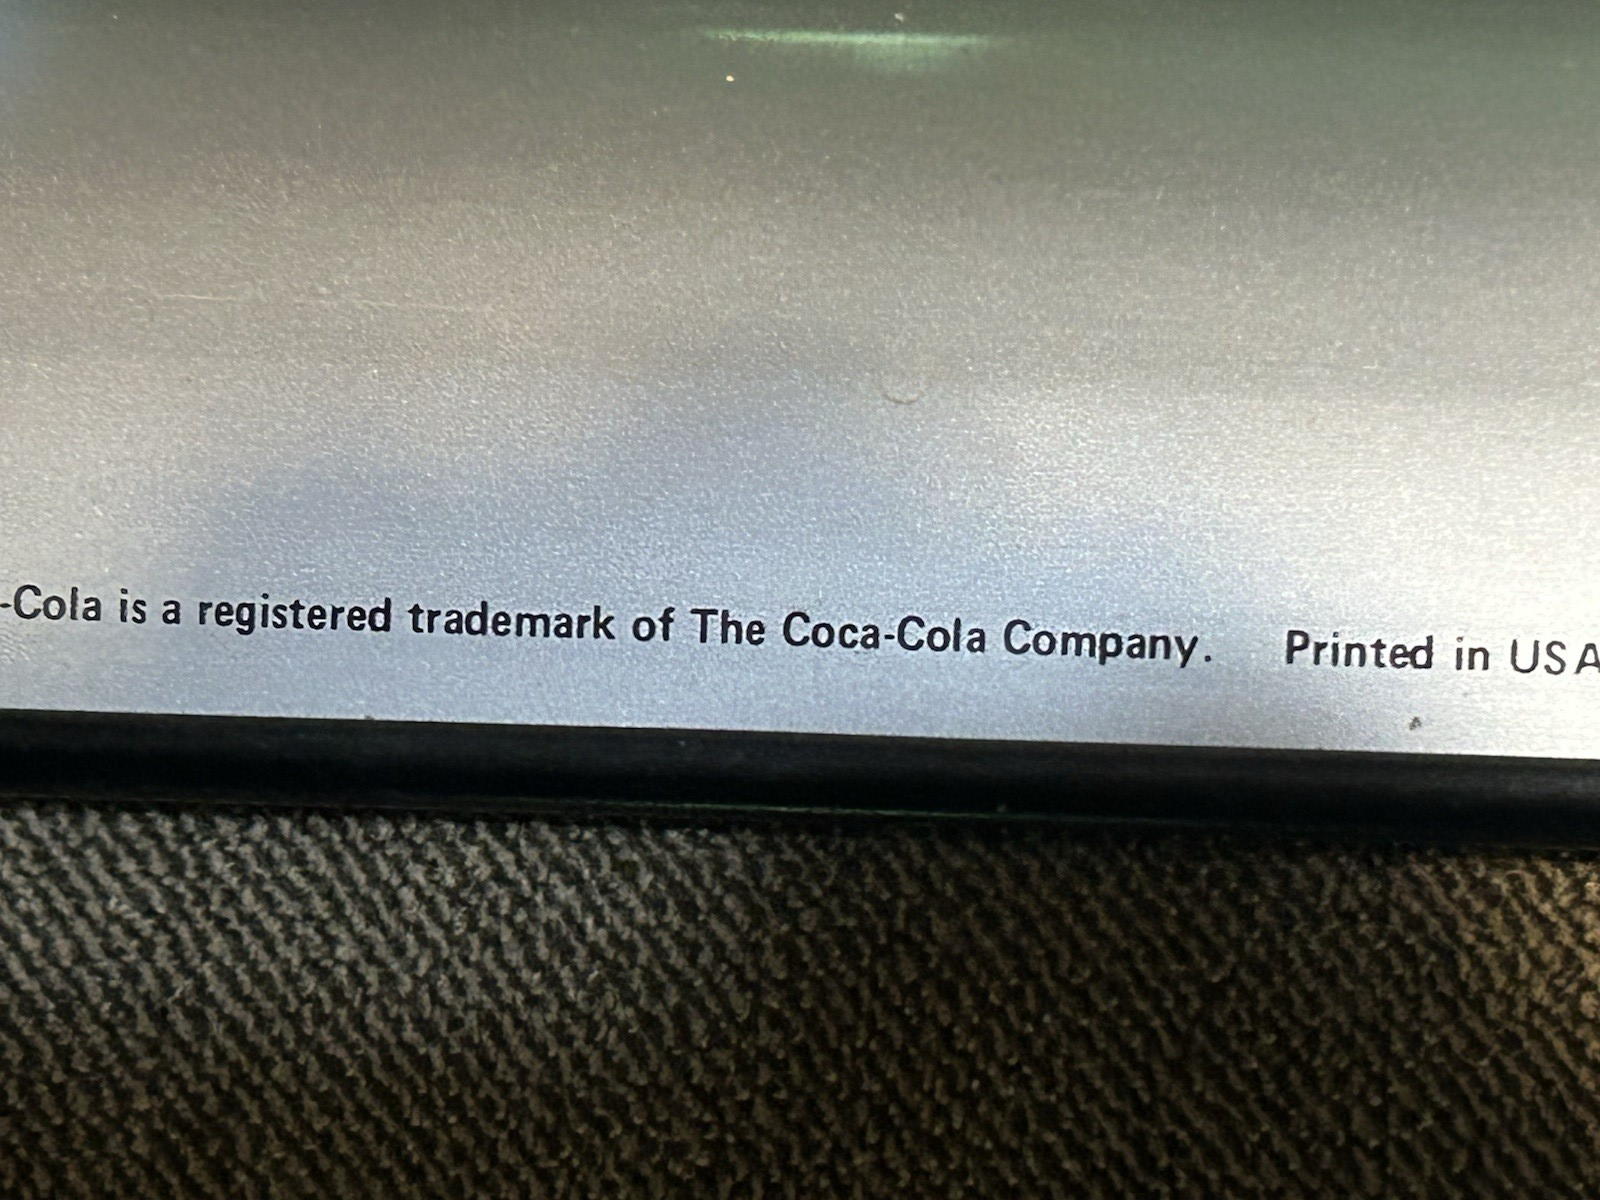 -Cola is a registered trademark of The Coca-Cola Company. Printed in USA